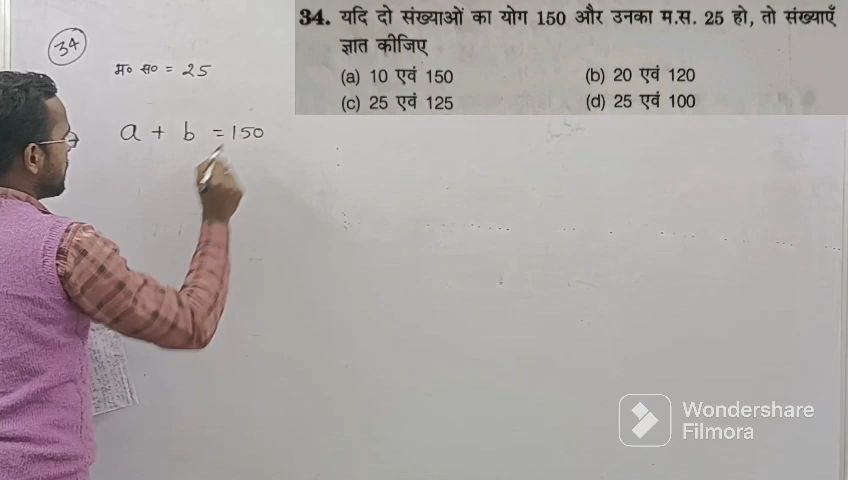 34. यदि दो संख्याओं का योग 150 और उनका म.स. 25 हो, तो संख्याएँ
ज्ञात कीजिए
(a) 10 एवं 150 (b) 20 एवं 120
(c) 25 एवं 125 (d) 25 एवं 100
34
म० स० = 25
a + b = 150
Wondershare
Filmora